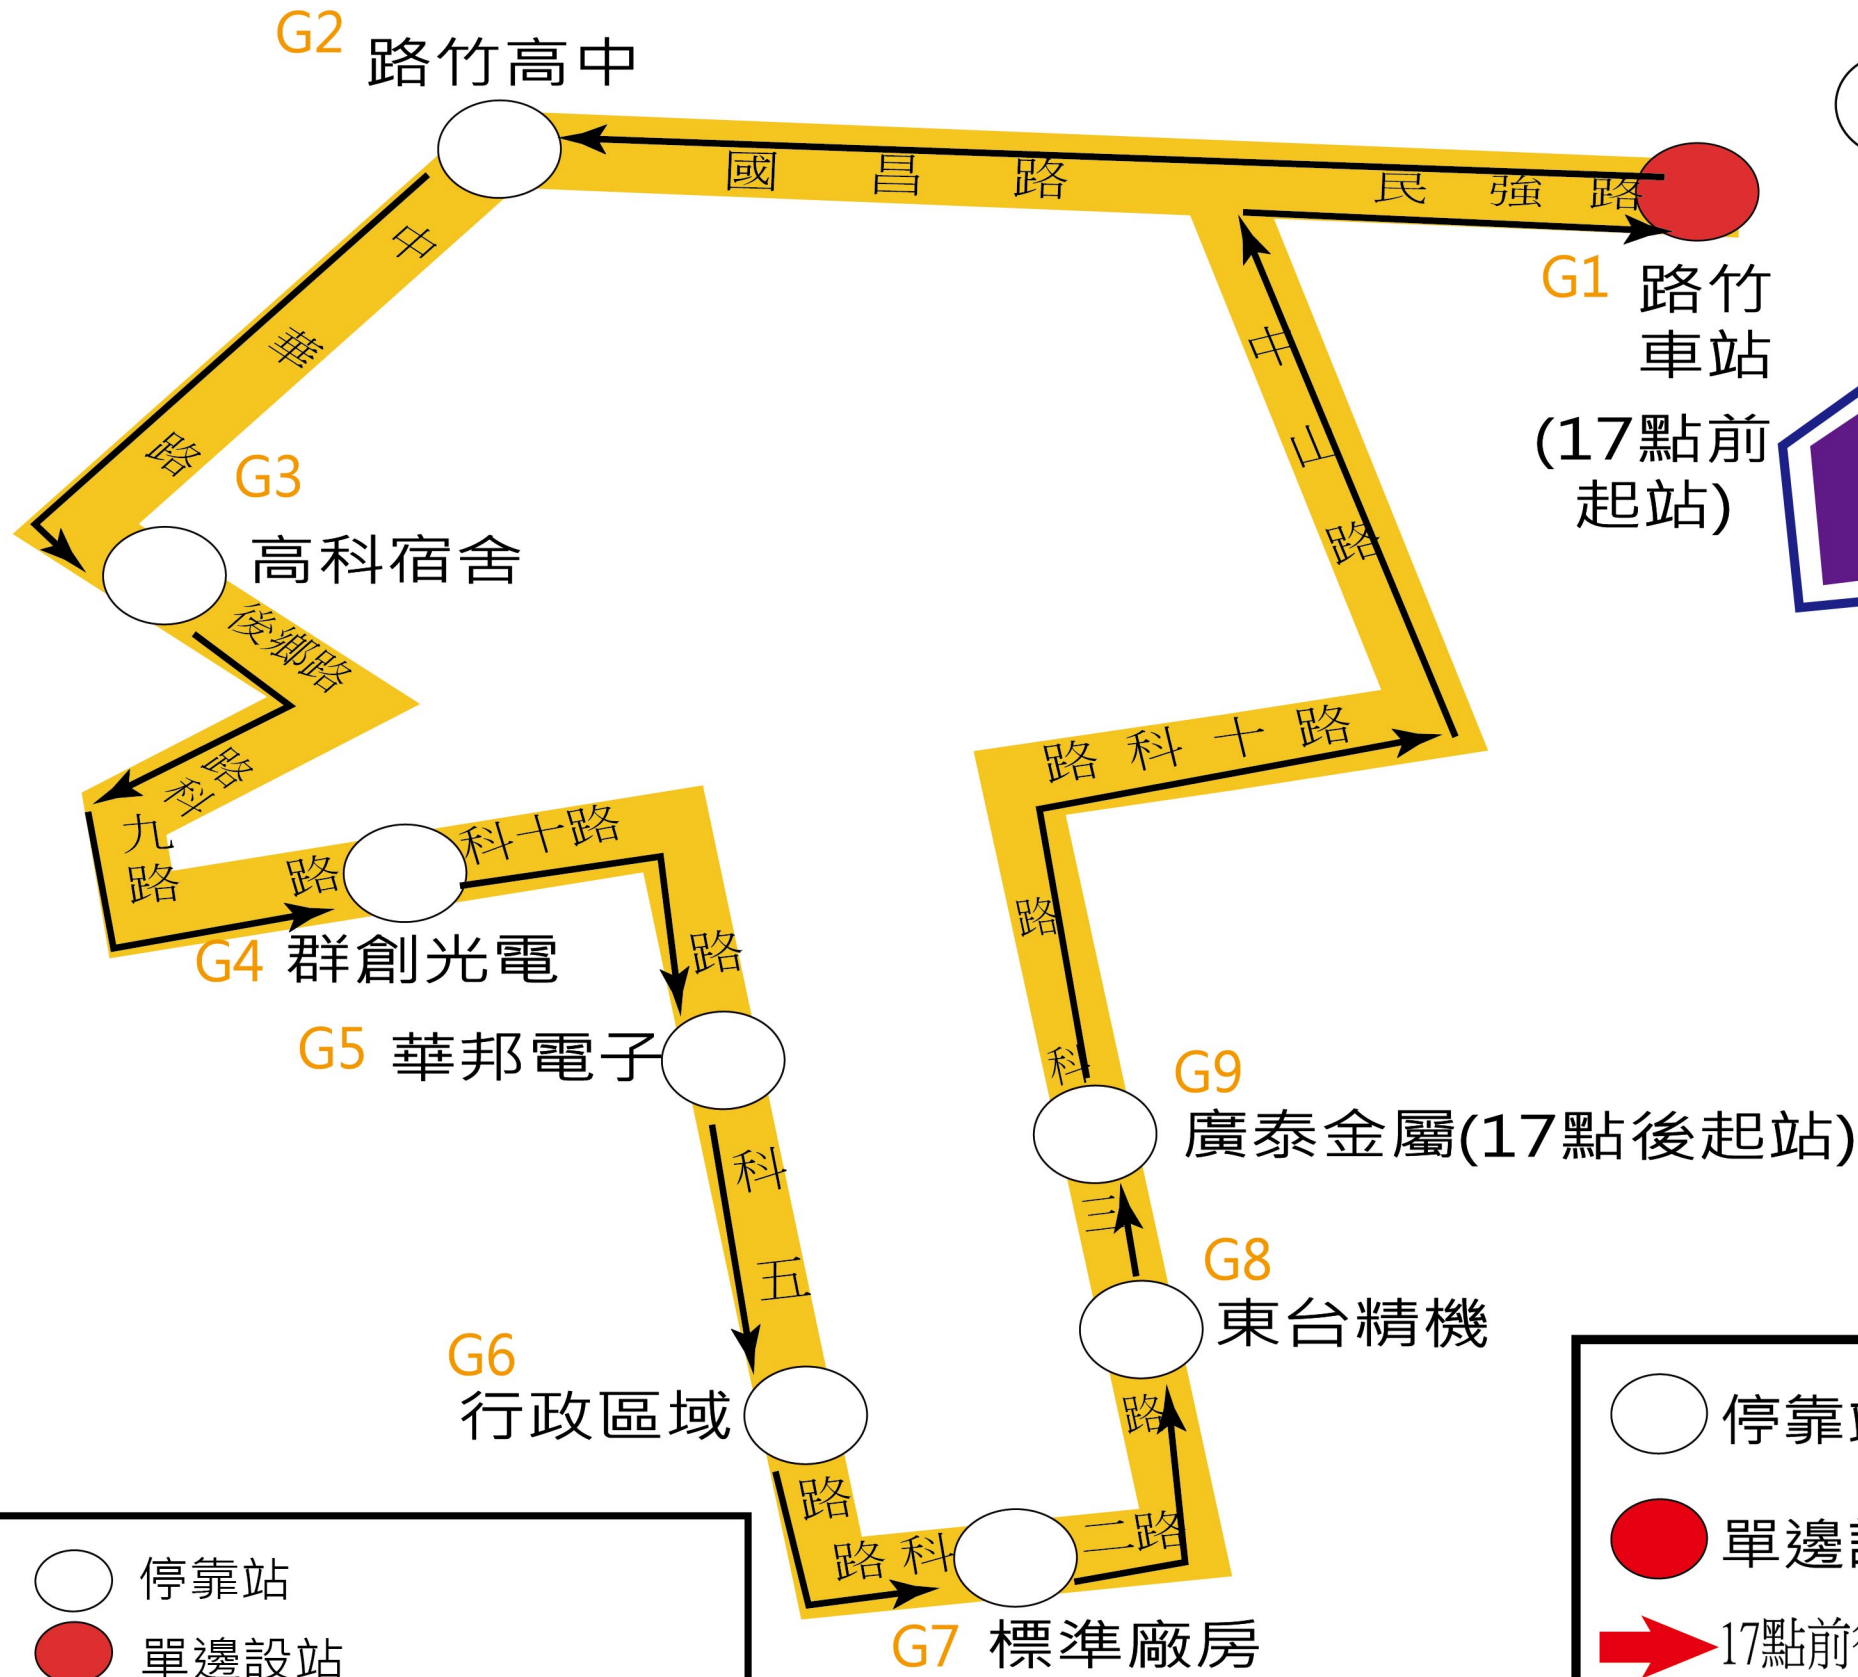 G2
路竹高中
國昌路
民強路
G1
路竹
車站
(17點前
起站)
中華路
G3
高科宿舍
後鄉路
路科九路
中山路
路科十路
路科十路
G4
群創光電
G5
華邦電子
路科五路
路科三路
G9
廣泰金屬(17點後起站)
G8
東台精機
G6
行政區域
路科二路
G7
標準廠房
停靠站
單邊設站
停靠
單邊
17點前